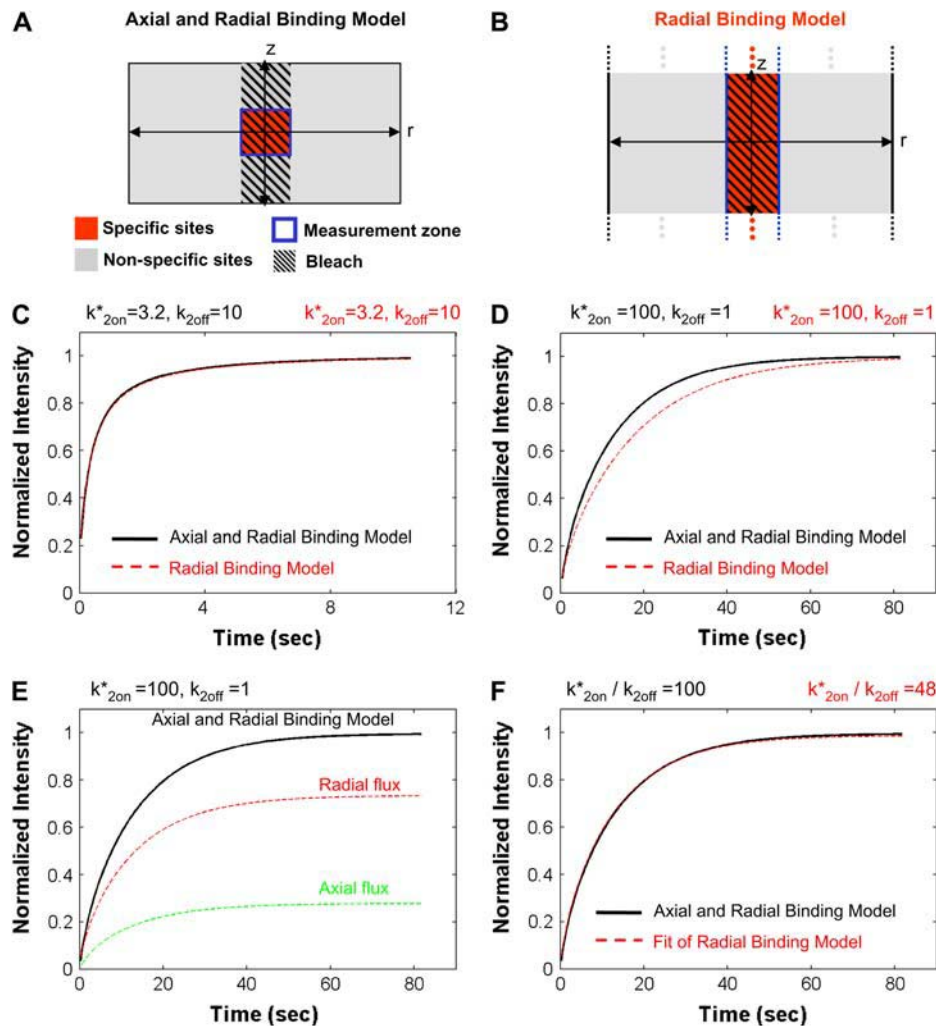 A
Axial and Radial Binding Model
z
r
Specific sites
Measurement zone
Non-specific sites
Bleach
B
Radial Binding Model
z
r
C
k*2on=3.2, k2off=10
k*2on=3.2, k2off=10
Normalized Intensity
1
0.8
0.6
0.4
0.2
0
Axial and Radial Binding Model
Radial Binding Model
0
4
8
12
Time (sec)
D
k*2on=100, k2off=1
k*2on=100, k2off=1
Normalized Intensity
1
0.8
0.6
0.4
0.2
0
Axial and Radial Binding Model
Radial Binding Model
0
20
40
60
80
Time (sec)
E
k*2on=100, k2off=1
Axial and Radial Binding Model
Normalized Intensity
1
0.8
0.6
0.4
0.2
0
Radial flux
Axial flux
0
20
40
60
80
Time (sec)
F
k*2on / k2off=100
k*2on / k2off=48
Normalized Intensity
1
0.8
0.6
0.4
0.2
0
Axial and Radial Binding Model
Fit of Radial Binding Model
0
20
40
60
80
Time (sec)